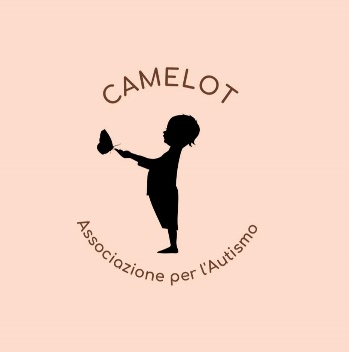 CAMELOT
Associazione per l'Autismo